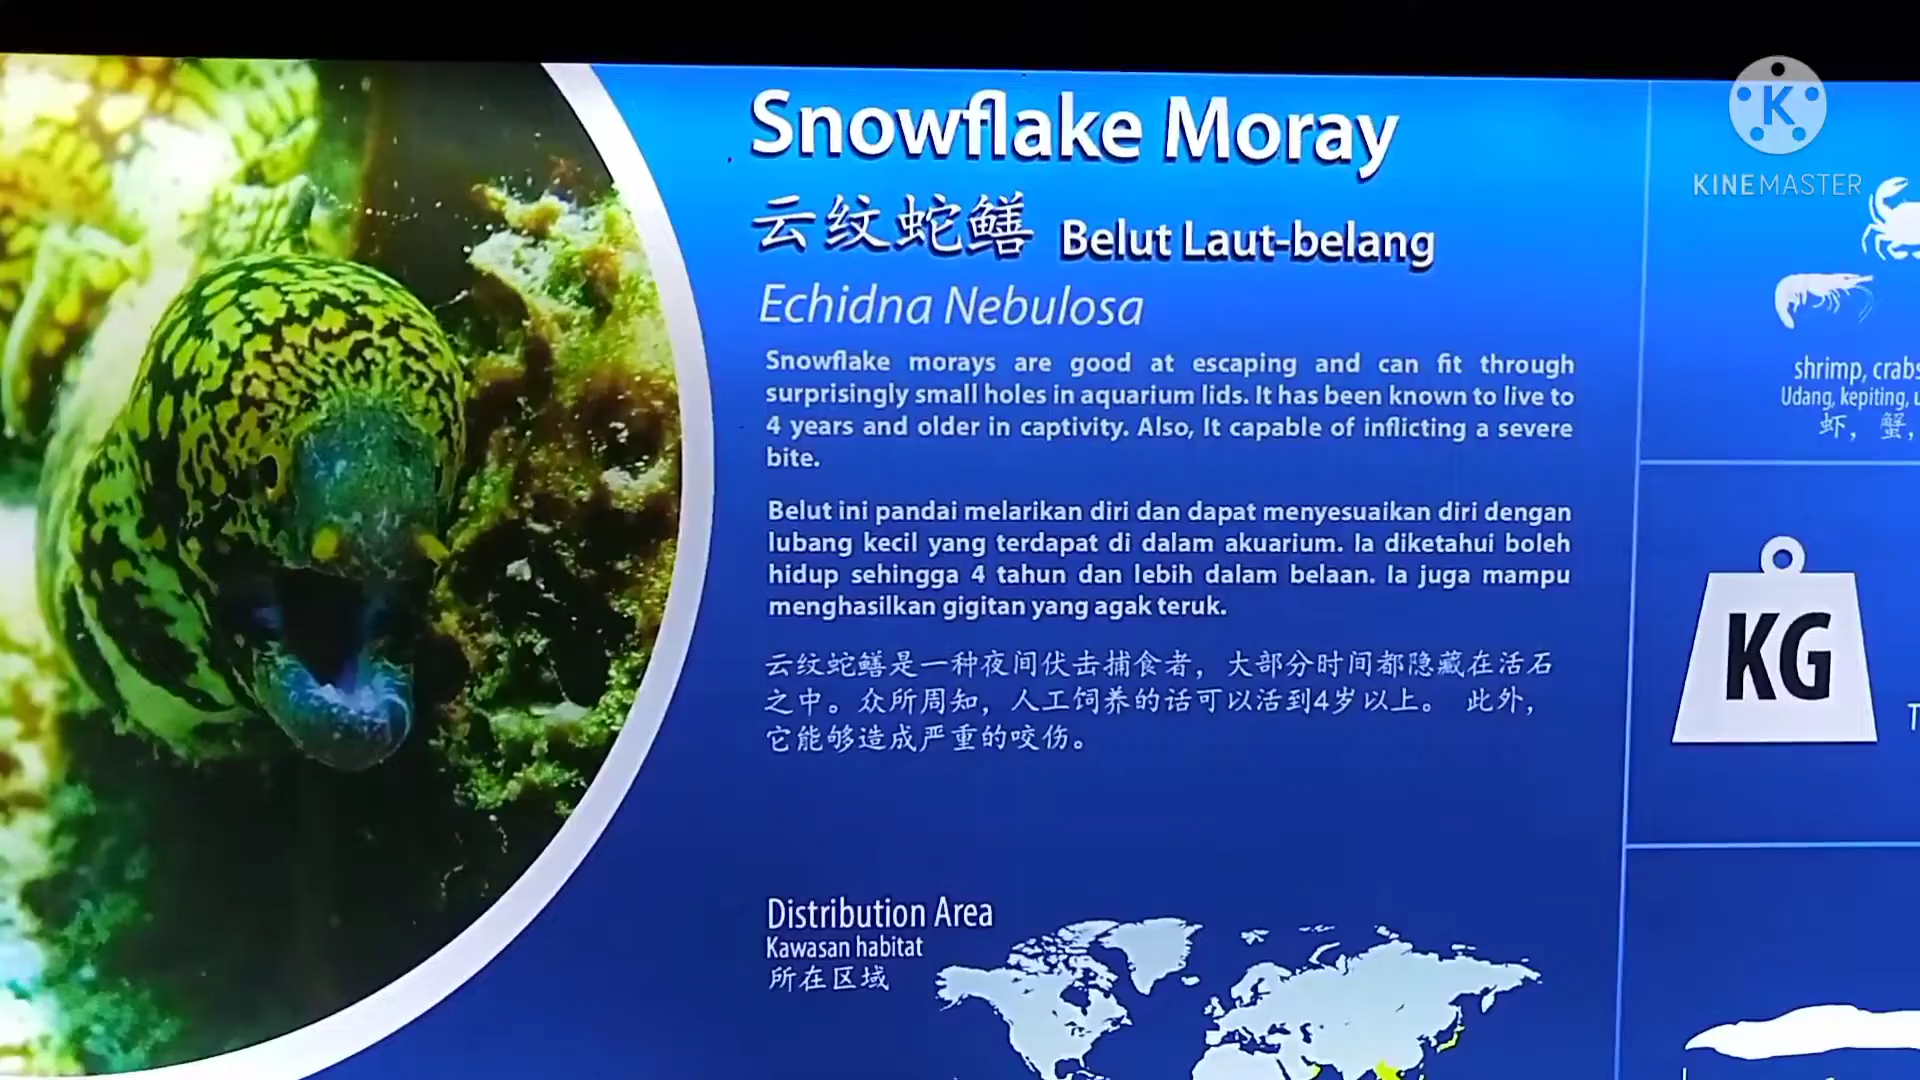 Snowflake Moray
云纹蛇鳝 Belut Laut-belang
Echidna Nebulosa
Snowflake morays are good at escaping and can fit through
surprisingly small holes in aquarium lids. It has been known to live to
4 years and older in captivity. Also, It capable of inflicting a severe
bite.
Belut ini pandai melarikan diri dan dapat menyesuaikan diri dengan
lubang kecil yang terdapat di dalam akuarium. Ia diketahui boleh
hidup sehingga 4 tahun dan lebih dalam belaan. Ia juga mampu
menghasilkan gigitan yang agak teruk.
云纹蛇鳝是一种夜间伏击捕食者，大部分时间都隐藏在活石
之中。众所周知，人工饲养的话可以活到4岁以上。 此外，
它能够造成严重的咬伤。
Distribution Area
Kawasan habitat
所在区域
K
KINEMASTER
shrimp, crabs
Udang, kepiting,
虾，蟹，
KG